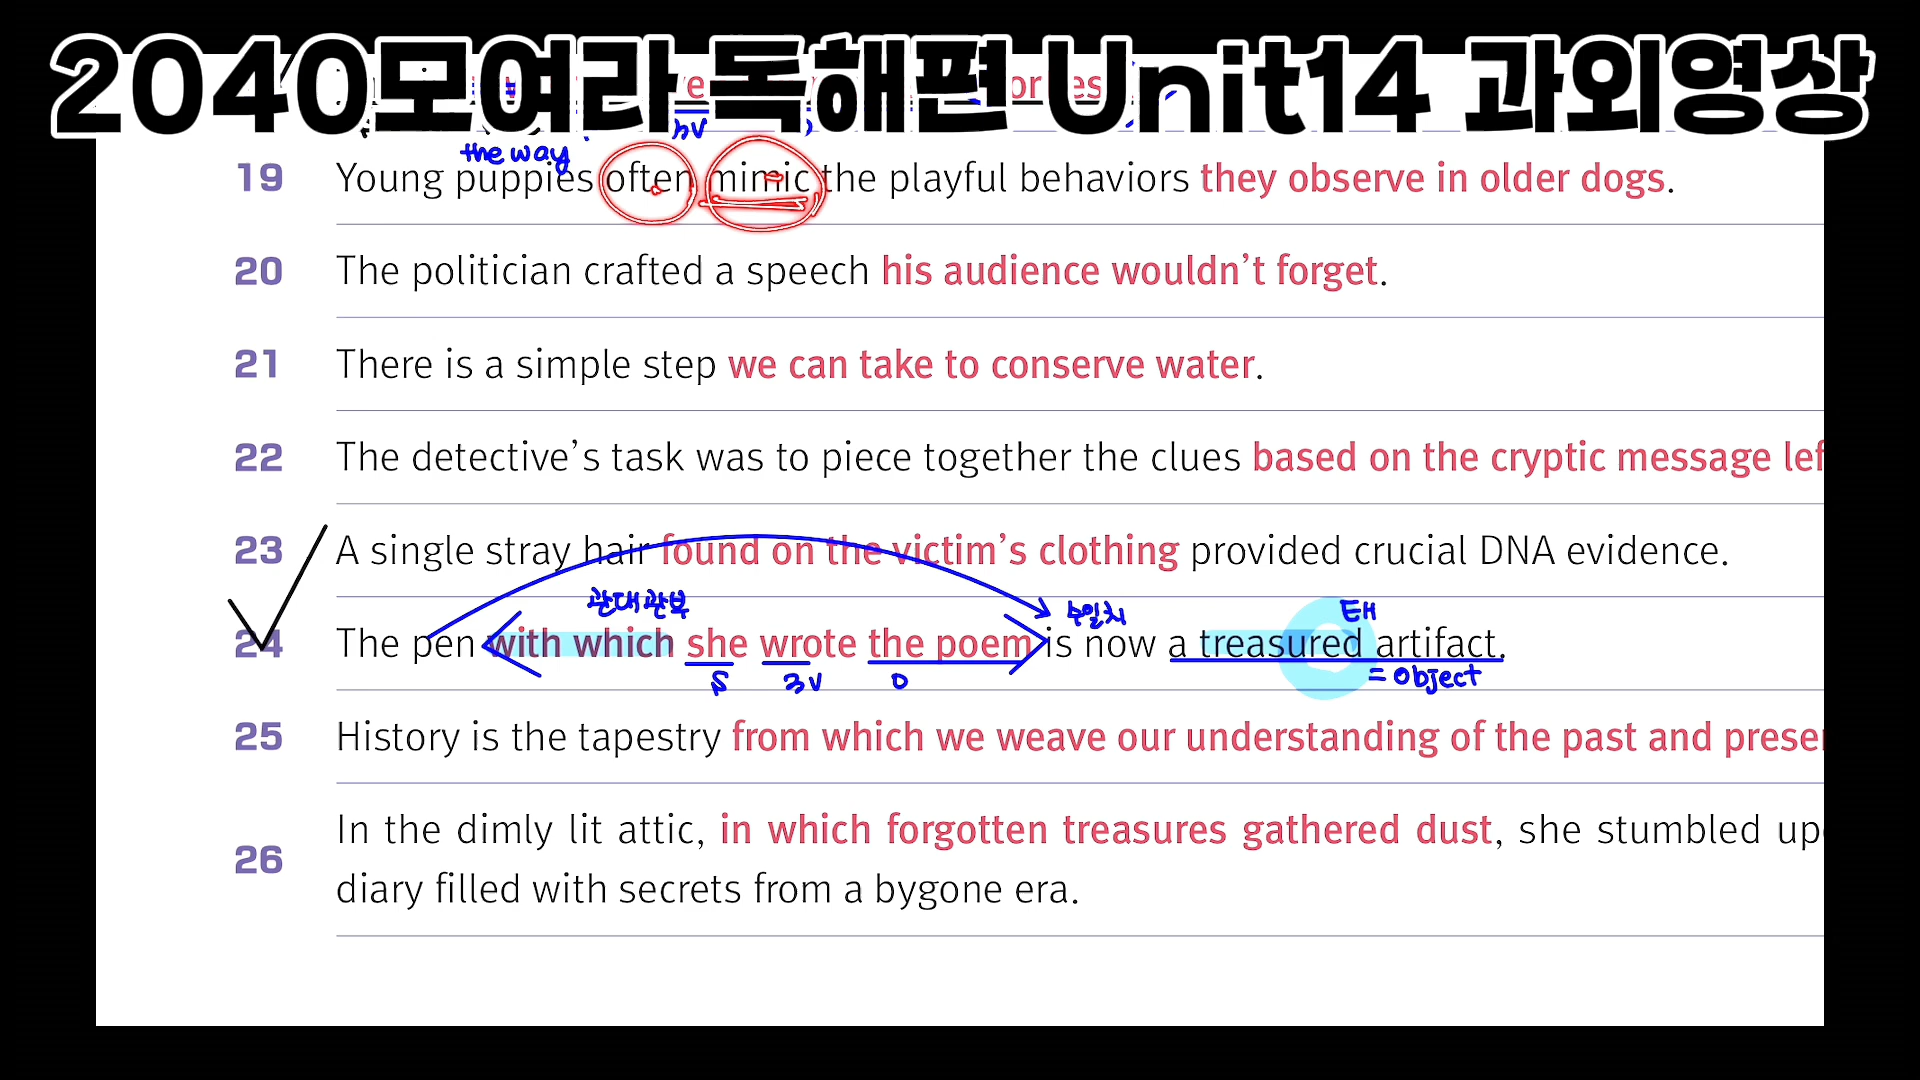 2040모여라 독해편 Unit14 과외영상
the way
3V
19 Young puppies often mimic the playful behaviors they observe in older dogs.
20 The politician crafted a speech his audience wouldn't forget.
21 There is a simple step we can take to conserve water.
22 The detective's task was to piece together the clues based on the cryptic message lef
23 A single stray hair found on the victim's clothing provided crucial DNA evidence.
관대관부 수일치 태
24 The pen with which she wrote the poem is now a treasured artifact.
S 3V O = object
25 History is the tapestry from which we weave our understanding of the past and prese
26 In the dimly lit attic, in which forgotten treasures gathered dust, she stumbled up
diary filled with secrets from a bygone era.